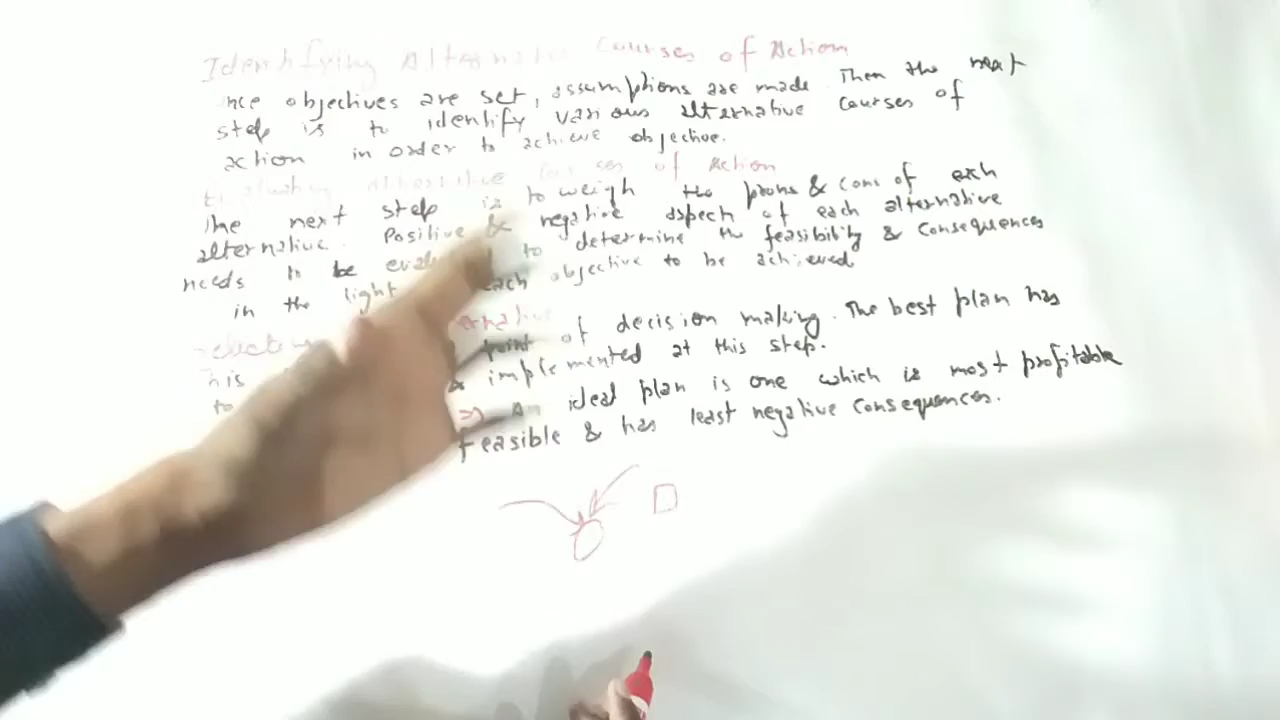 Identifying Alternative Courses of Action
nce objectives are set, assumptions are made. Then the next
step is to identify various alternative courses of
action in order to achieve objective.
Alternative of Action
The next step is to weigh the prons & cons of each
alternative. Positive & negative aspect of each alternative
needs to be to determine the feasibility & consequences
in the light each objective to be achieved
point of decision making. The best plan has
to & implemented at this step.
=> An ideal plan is one which is most profitable
feasible & has least negative consequences.